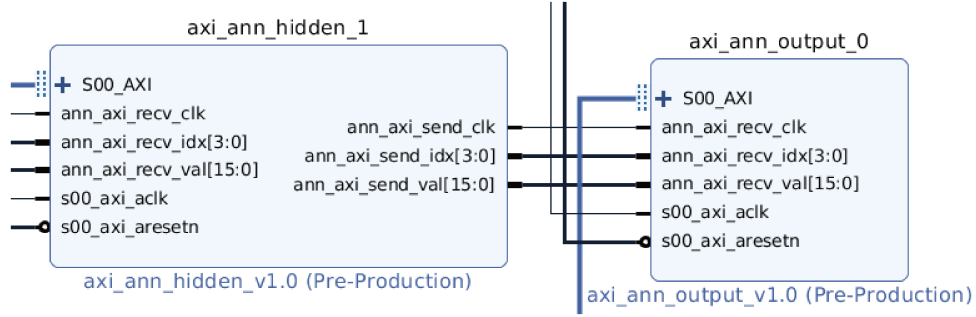 axi_ann_hidden_1
S00_AXI
ann_axi_recv_clk
ann_axi_recv_idx[3:0]
ann_axi_recv_val[15:0]
s00_axi_aclk
s00_axi_aresetn
ann_axi_send_clk
ann_axi_send_idx[3:0]
ann_axi_send_val[15:0]
axi_ann_hidden_v1.0 (Pre-Production)
axi_ann_output_0
S00_AXI
ann_axi_recv_clk
ann_axi_recv_idx[3:0]
ann_axi_recv_val[15:0]
s00_axi_aclk
s00_axi_aresetn
axi_ann_output_v1.0 (Pre-Production)